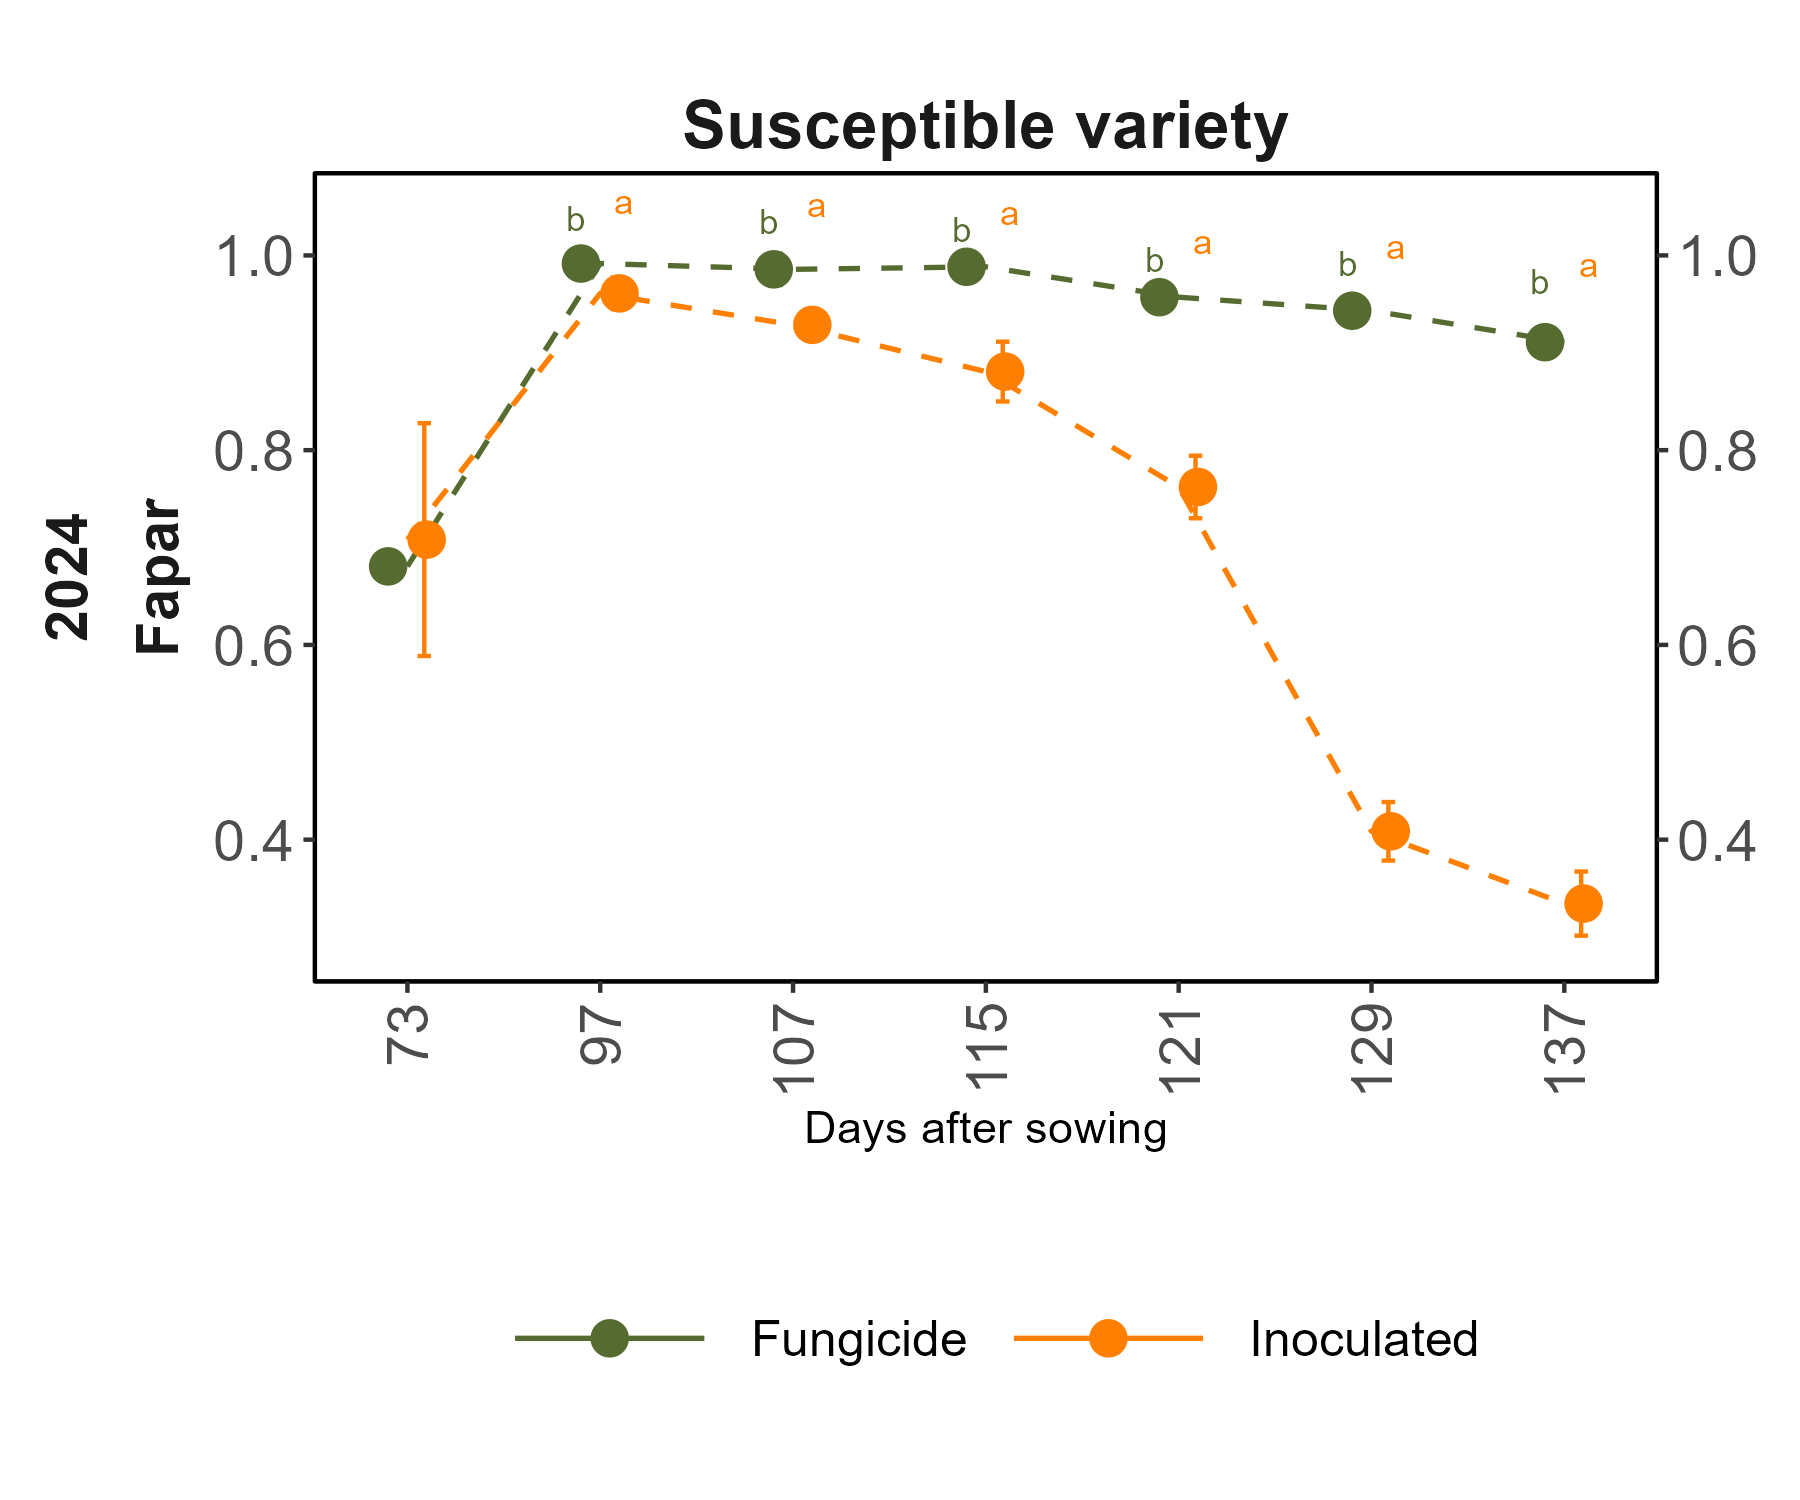 Susceptible variety
2024
Fapar
1.0
0.8
0.6
0.4
b a b a b a b a b a b a
1.0
0.8
0.6
0.4
73 97 107 115 121 129 137
Days after sowing
Fungicide Inoculated